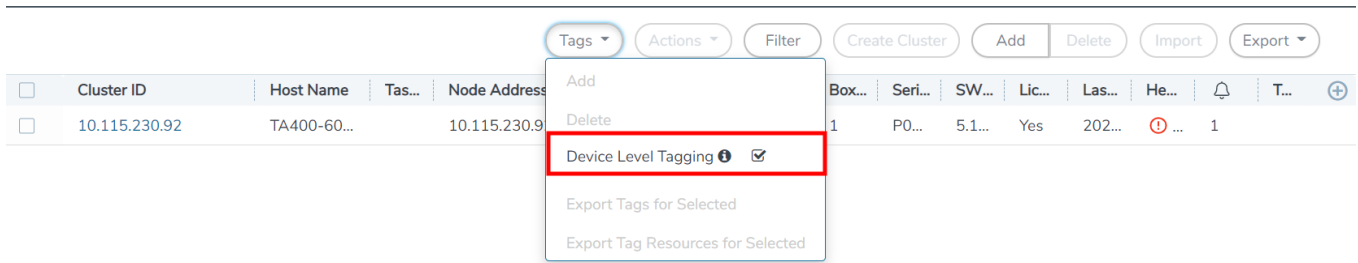 Tags Actions Filter Create Cluster Add Delete Import Export
Cluster ID Host Name Tas... Node Address Box... Seri... SW... Lic... Las... He... T...
10.115.230.92 TA400-60... 10.115.230.9 1 P0... 5.1... Yes 202... ... 1
Add
Delete
Device Level Tagging
Export Tags for Selected
Export Tag Resources for Selected